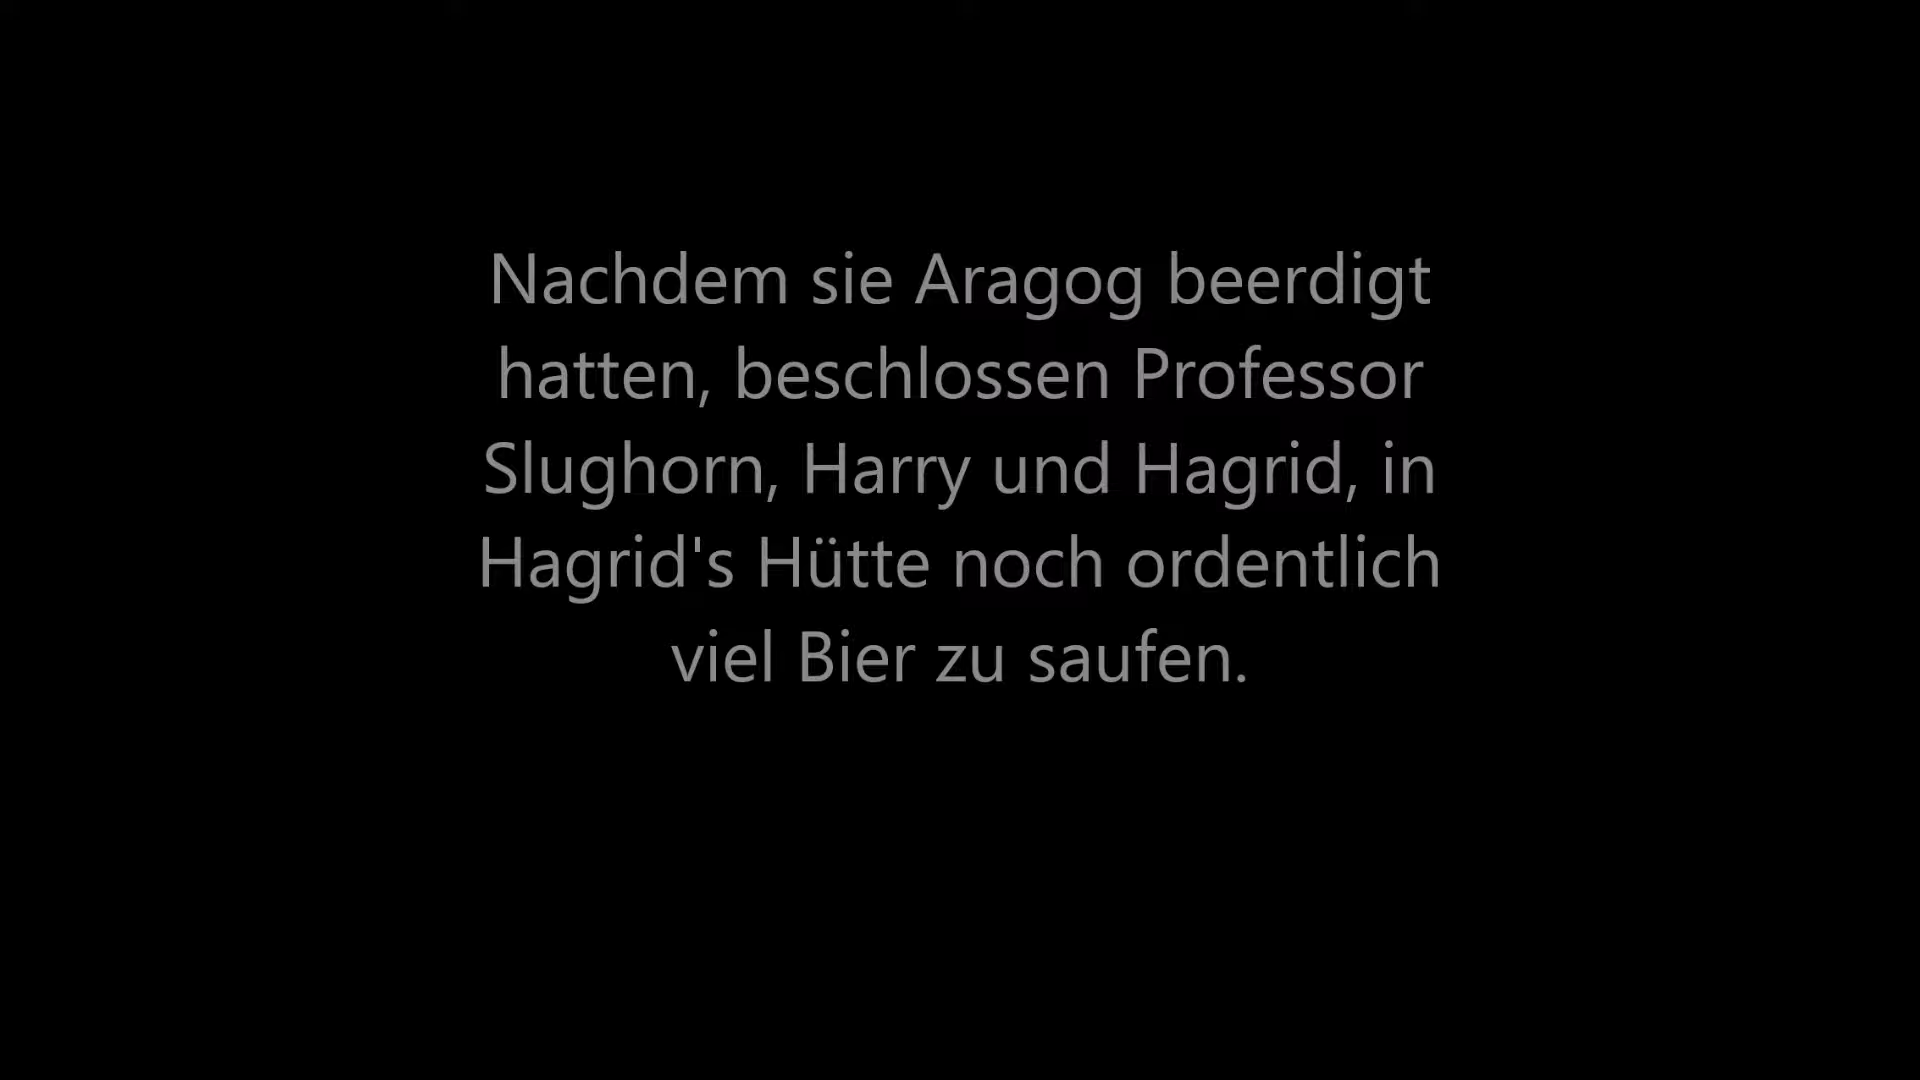 Nachdem sie Aragog beerdigt
hatten, beschlossen Professor
Slughorn, Harry und Hagrid, in
Hagrid's Hütte noch ordentlich
viel Bier zu saufen.